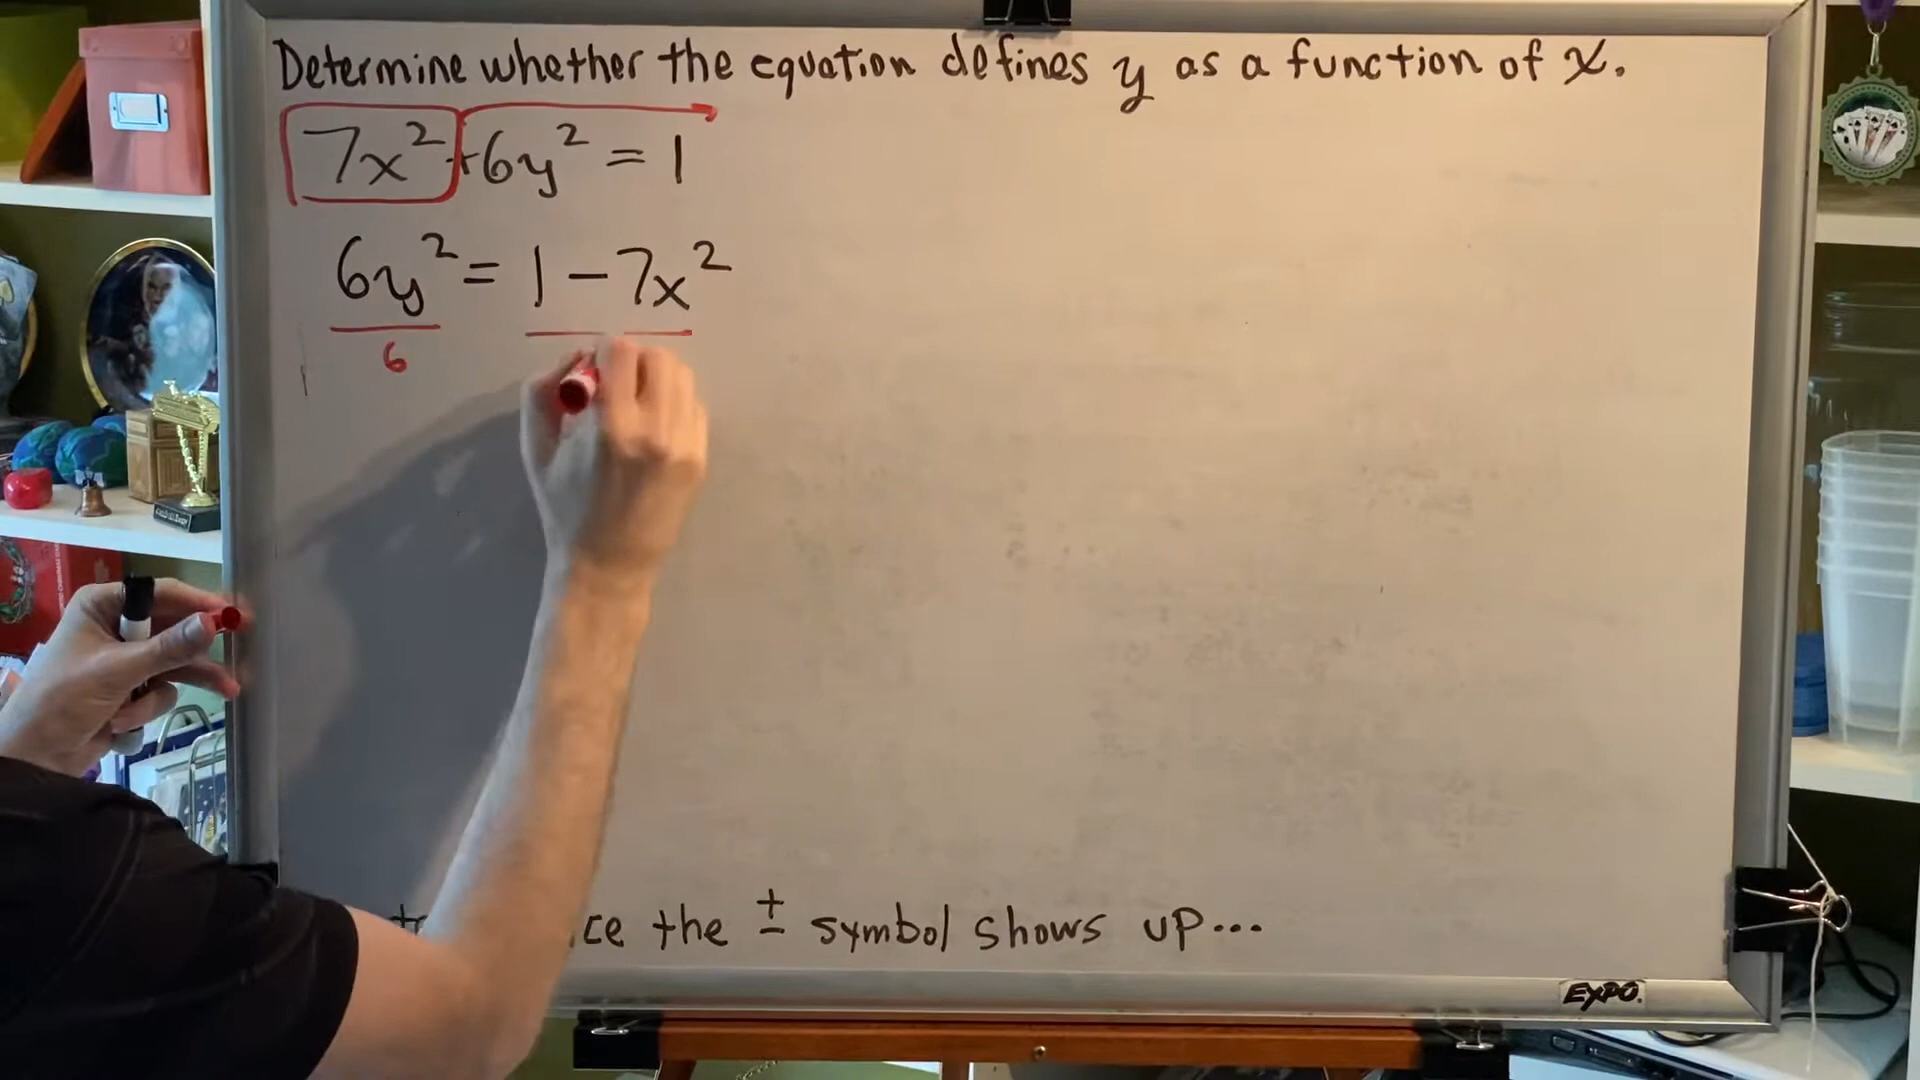 Determine whether the equation defines y as a function of x.
7x²+6y² = 1
6y² = 1 - 7x²
6
the ± symbol shows up...
EXPO.